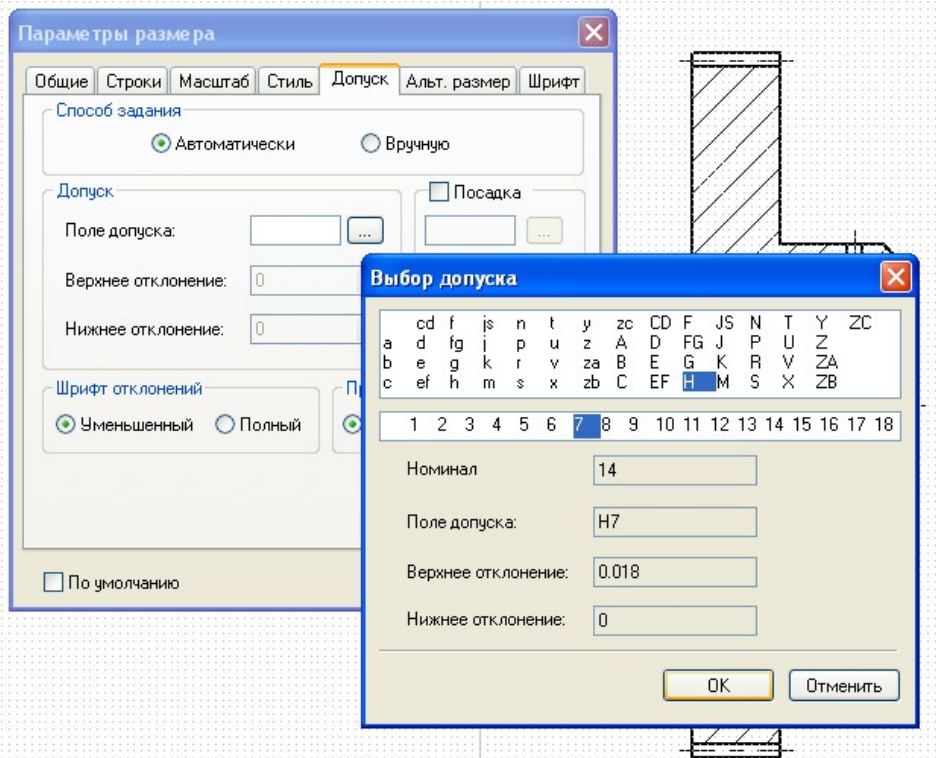 Параметры размера
Общие Строки Масштаб Стиль Допуск Альт. размер Шрифт
Способ задания
Автоматически Вручную
Допуск Посадка
Поле допуска: ... ...
Верхнее отклонение: 0
Нижнее отклонение: 0
Шрифт отклонений Пр
Уменьшенный Полный
По умолчанию
Выбор допуска
cd f js n t y zc CD F JS N T Y ZC
a d fg j p u z A D FG J P U Z
b e g k r v za B E G K R V ZA
c ef h m s x zb C EF H M S X ZB
1 2 3 4 5 6 7 8 9 10 11 12 13 14 15 16 17 18
Номинал 14
Поле допуска: H7
Верхнее отклонение: 0.018
Нижнее отклонение: 0
OK Отменить